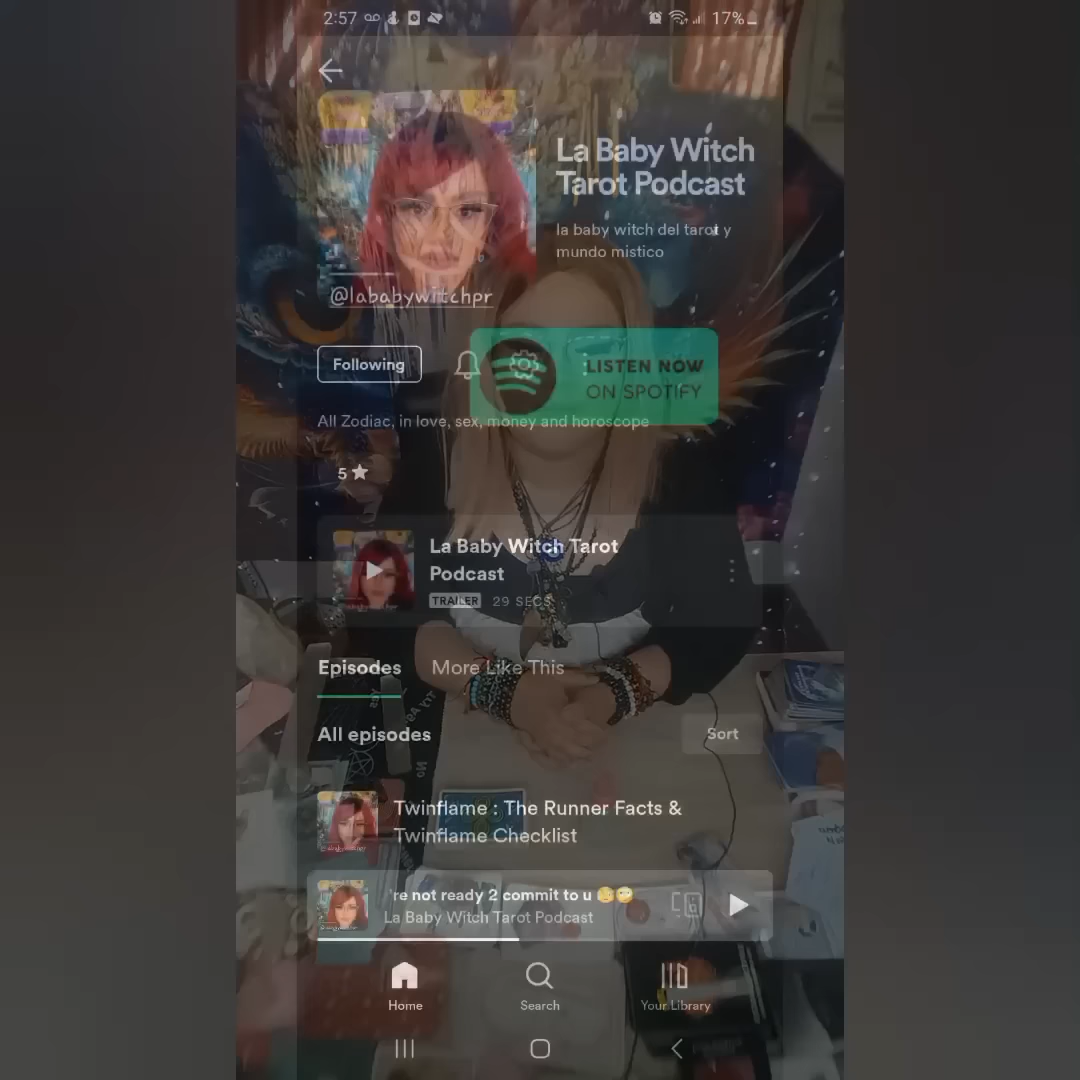 2:57
17%
La Baby Witch
Tarot Podcast
la baby witch del tarot y
mundo mistico
@lababywitchpr
Following
LISTEN NOW
ON SPOTIFY
All Zodiac, in love, sex, money and horoscope
5
La Baby Witch Tarot
Podcast
TRAILER 29 SECS
Episodes More Like This
All episodes
Sort
Twinflame : The Runner Facts &
Twinflame Checklist
're not ready 2 commit to u 🤭🙄
La Baby Witch Tarot Podcast
Home
Search
Your Library
No